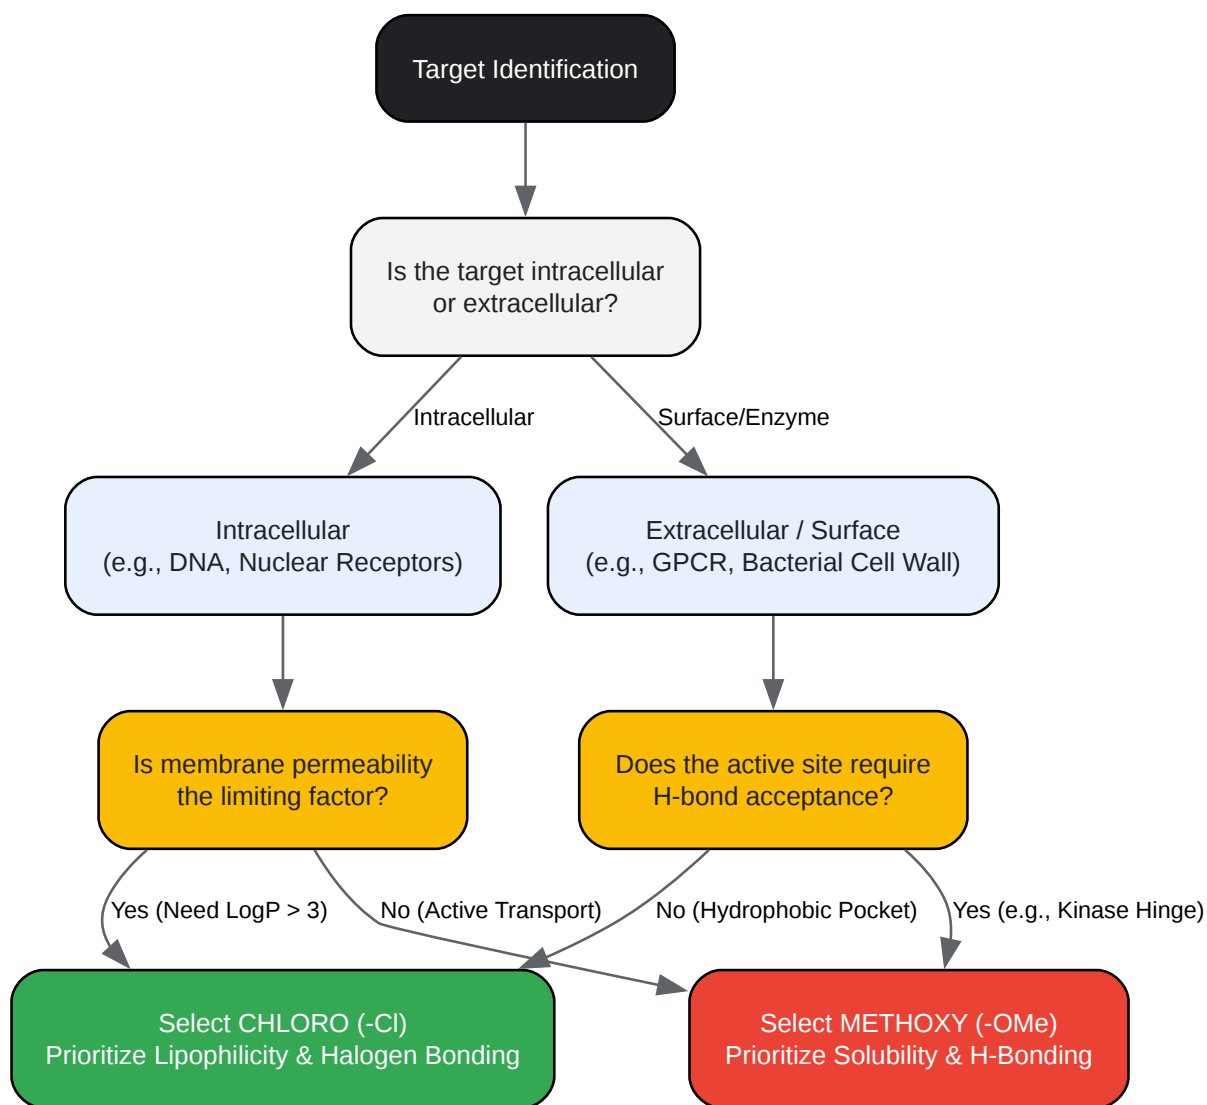 Target Identification
Is the target intracellular
or extracellular?
Intracellular
Surface/Enzyme
Intracellular
(e.g., DNA, Nuclear Receptors)
Extracellular / Surface
(e.g., GPCR, Bacterial Cell Wall)
Is membrane permeability
the limiting factor?
Does the active site require
H-bond acceptance?
Yes (Need LogP > 3)
No (Active Transport)
No (Hydrophobic Pocket)
Yes (e.g., Kinase Hinge)
Select CHLORO (-Cl)
Prioritize Lipophilicity & Halogen Bonding
Select METHOXY (-OMe)
Prioritize Solubility & H-Bonding